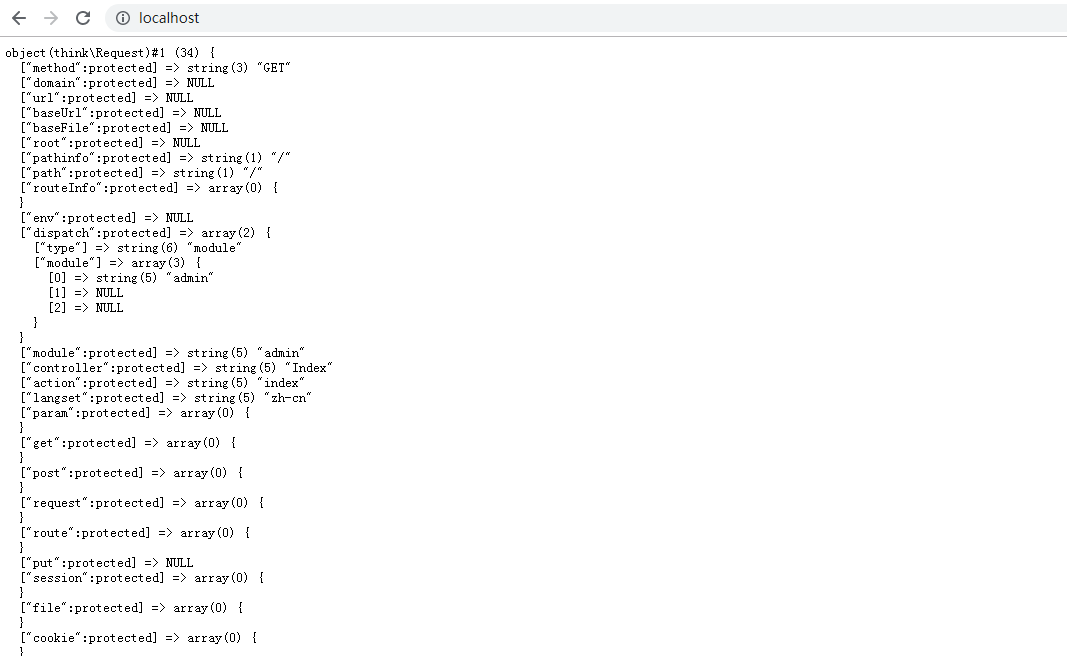 localhost
object(think\Request)#1 (34) {
["method":protected] => string(3) "GET"
["domain":protected] => NULL
["url":protected] => NULL
["baseUrl":protected] => NULL
["baseFile":protected] => NULL
["root":protected] => NULL
["pathinfo":protected] => string(1) "/"
["path":protected] => string(1) "/"
["routeInfo":protected] => array(0) {
}
["env":protected] => NULL
["dispatch":protected] => array(2) {
["type"] => string(6) "module"
["module"] => array(3) {
[0] => string(5) "admin"
[1] => NULL
[2] => NULL
}
}
["module":protected] => string(5) "admin"
["controller":protected] => string(5) "Index"
["action":protected] => string(5) "index"
["langset":protected] => string(5) "zh-cn"
["param":protected] => array(0) {
}
["get":protected] => array(0) {
}
["post":protected] => array(0) {
}
["request":protected] => array(0) {
}
["route":protected] => array(0) {
}
["put":protected] => NULL
["session":protected] => array(0) {
}
["file":protected] => array(0) {
}
["cookie":protected] => array(0) {
}